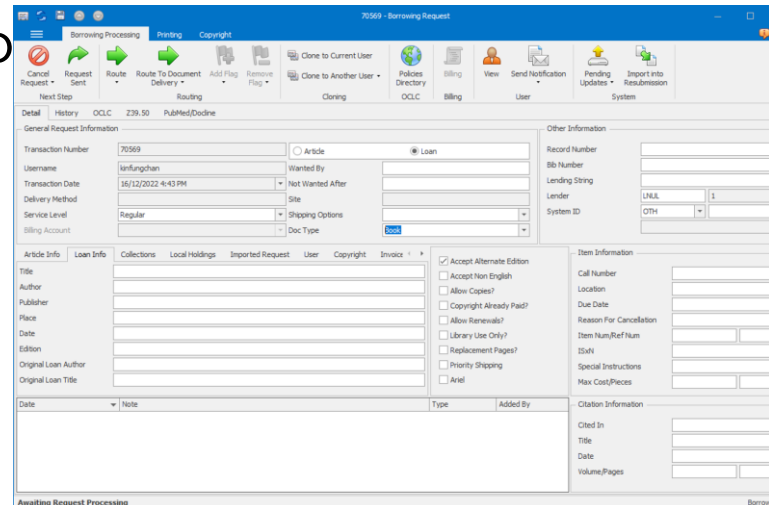 70569 - Borrowing Request
Borrowing Processing Printing Copyright
Cancel Request Request Sent Route Route To Document Delivery Add Flag Remove Flag Clone to Current User Clone to Another User Policies Directory Billing View Send Notification Pending Updates Import into Resubmission
Next Step Routing Cloning OCLC Billing User System
Detail History OCLC Z39.50 PubMed/Docline
General Request Information Other Information
Transaction Number 70569 Article Loan Record Number
Username kinfungchan Wanted By Bib Number
Transaction Date 16/12/2022 4:43 PM Not Wanted After Lending String
Delivery Method Site Lender LNUL 1
Service Level Regular Shipping Options System ID OTH
Billing Account Doc Type Book
Article Info Loan Info Collections Local Holdings Imported Request User Copyright Invoice Accept Alternate Edition Item Information
Title Accept Non English Call Number
Author Allow Copies? Location
Publisher Copyright Already Paid? Due Date
Place Allow Renewals? Reason For Cancellation
Date Library Use Only? Item Num/Ref Num
Edition Replacement Pages? ISxN
Original Loan Author Priority Shipping Special Instructions
Original Loan Title Ariel Max Cost/Pieces
Date Note Type Added By Citation Information
Cited In
Title
Date
Volume/Pages
Awaiting Request Processing Borrow